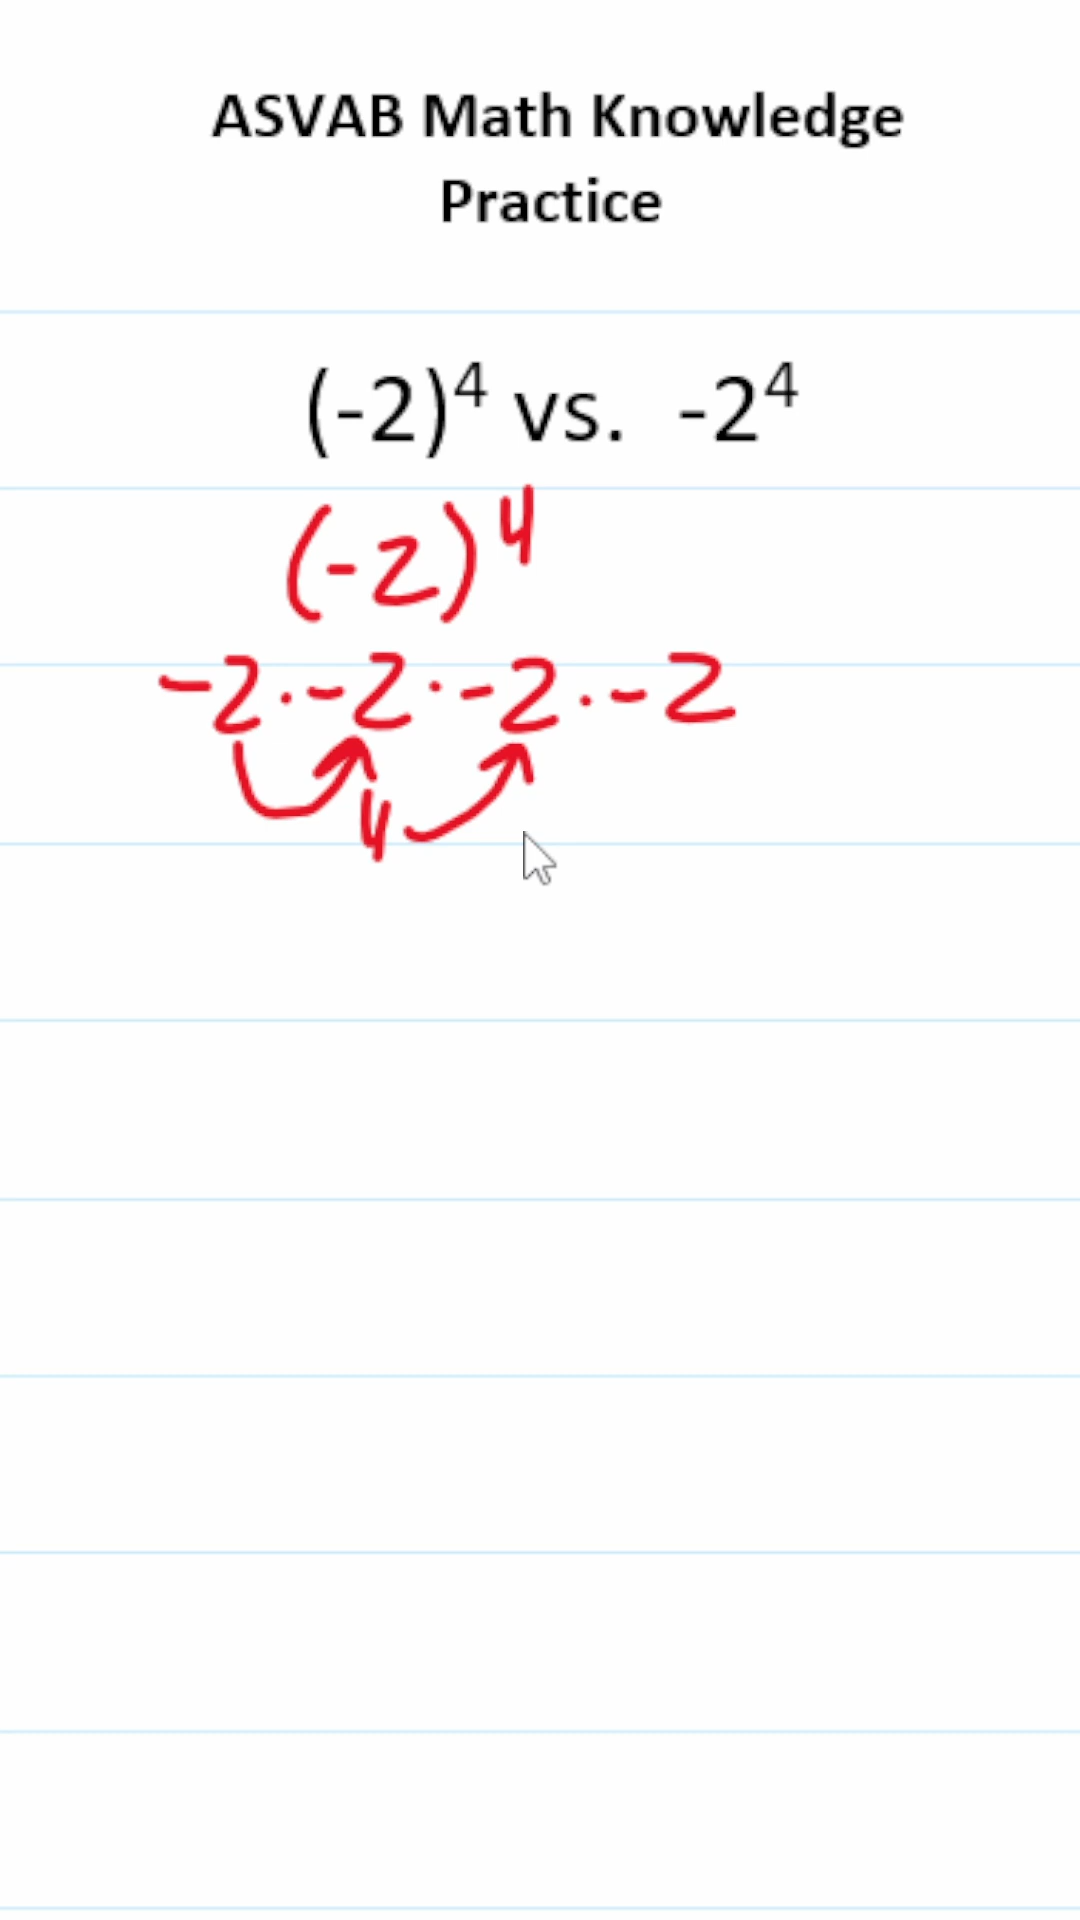 ASVAB Math Knowledge
Practice
(-2)⁴ vs. -2⁴
(-2)⁴
-2·-2·-2·-2
4